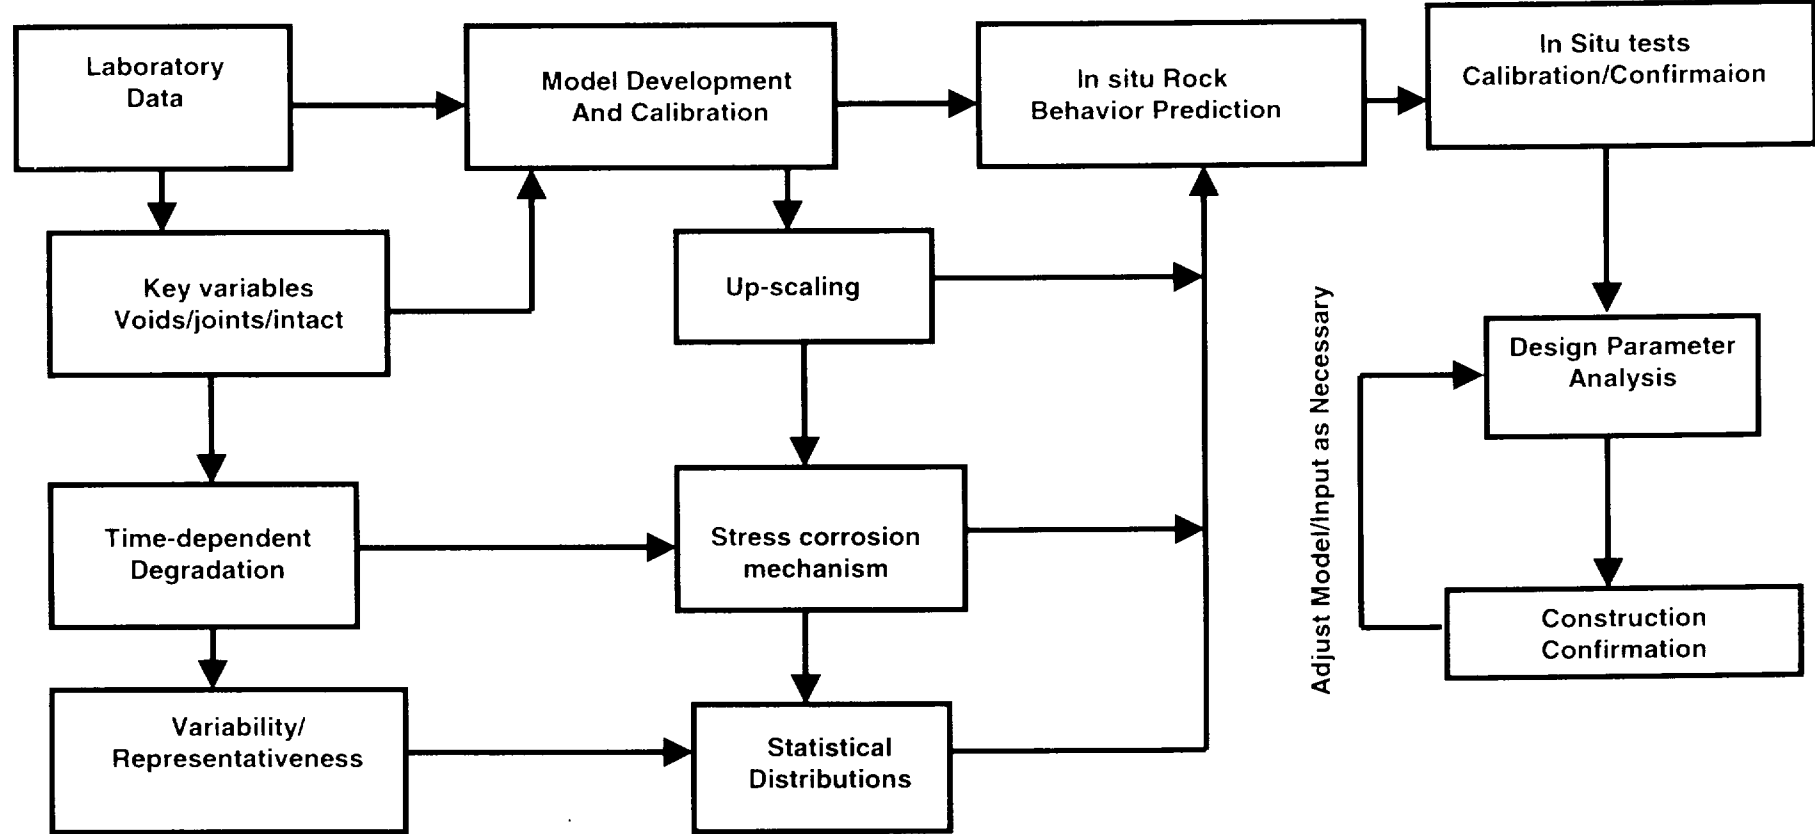 Laboratory
Data
Model Development
And Calibration
In situ Rock
Behavior Prediction
In Situ tests
Calibration/Confirmaion
Key variables
Voids/joints/intact
Up-scaling
Design Parameter
Analysis
Adjust Model/Input as Necessary
Time-dependent
Degradation
Stress corrosion
mechanism
Construction
Confirmation
Variability/
Representativeness
Statistical
Distributions